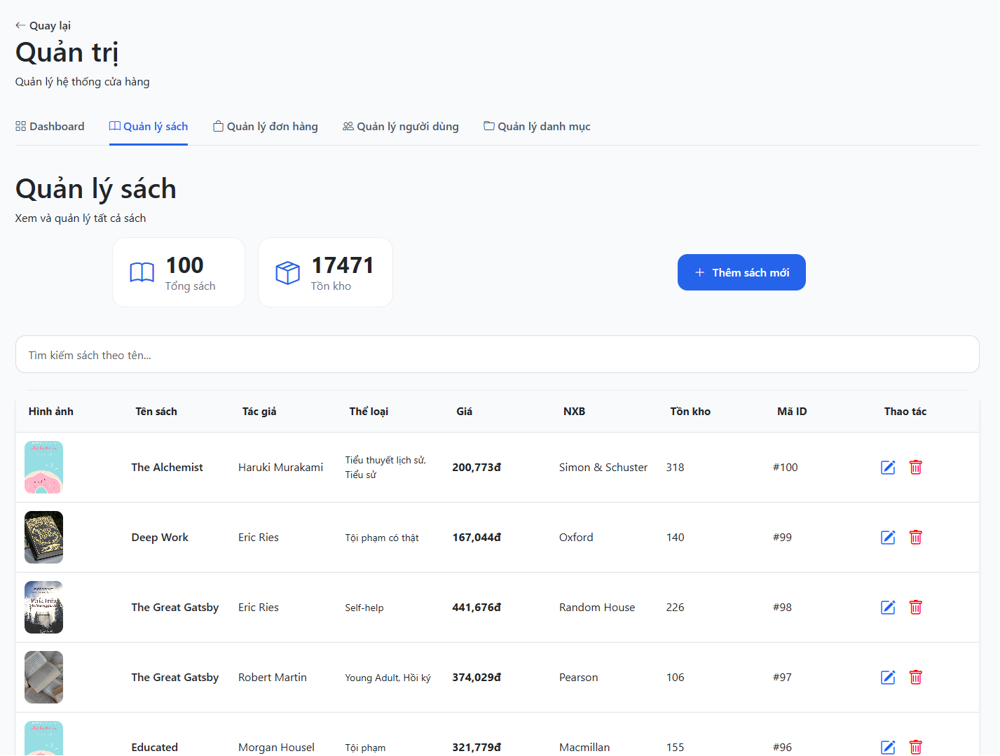 Quay lại
Quản trị
Quản lý hệ thống cửa hàng
Dashboard Quản lý sách Quản lý đơn hàng Quản lý người dùng Quản lý danh mục
Quản lý sách
Xem và quản lý tất cả sách
100
Tổng sách
17471
Tồn kho
+ Thêm sách mới
Tìm kiếm sách theo tên...
Hình ảnh Tên sách Tác giả Thể loại Giá NXB Tồn kho Mã ID Thao tác
The Alchemist Haruki Murakami Tiểu thuyết lịch sử, Tiểu sử 200,773đ Simon & Schuster 318 #100
Deep Work Eric Ries Tội phạm có thật 167,044đ Oxford 140 #99
The Great Gatsby Eric Ries Self-help 441,676đ Random House 226 #98
The Great Gatsby Robert Martin Young Adult, Hồi ký 374,029đ Pearson 106 #97
Educated Morgan Housel Tội phạm 321,779đ Macmillan 155 #96